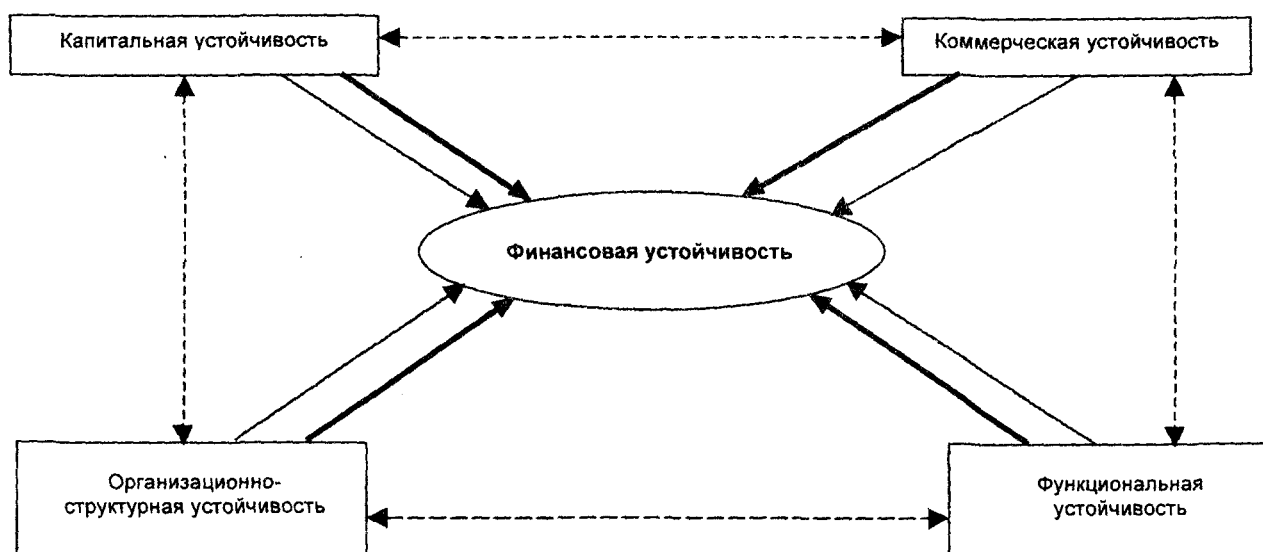 Капитальная устойчивость
Коммерческая устойчивость
Финансовая устойчивость
Организационно-
структурная устойчивость
Функциональная
устойчивость